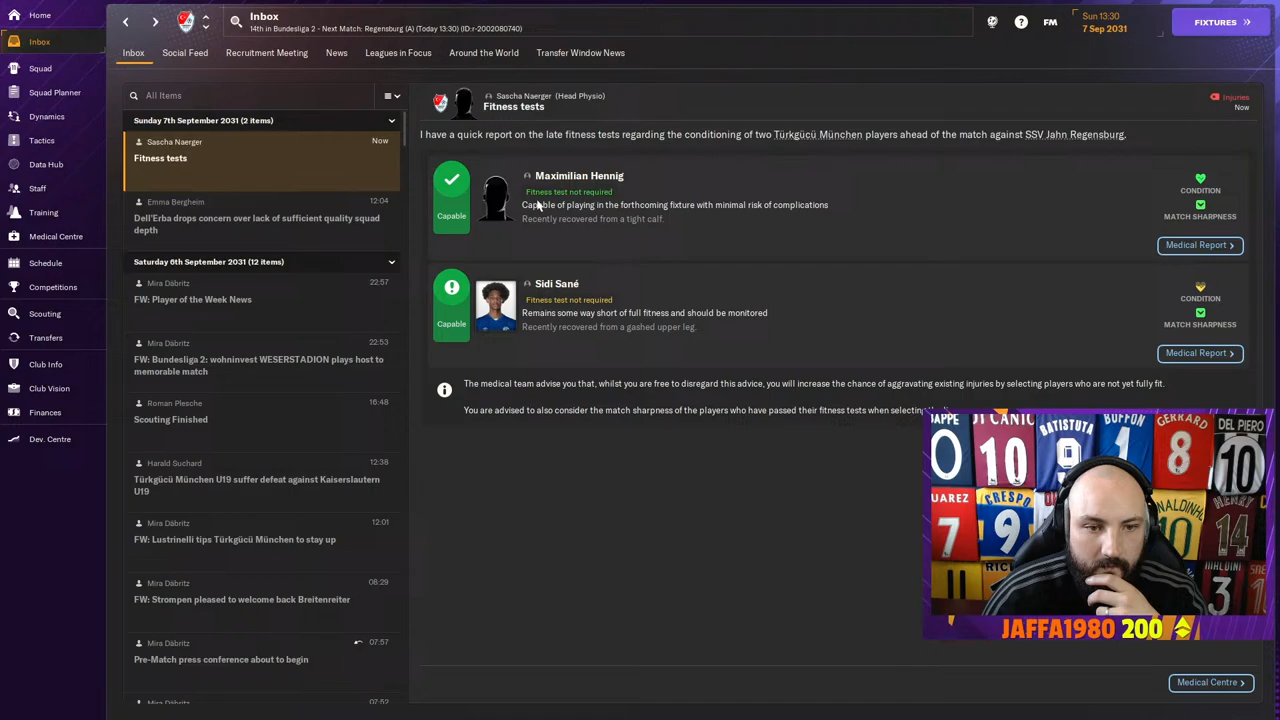 Home
Inbox
Squad
Squad Planner
Dynamics
Tactics
Data Hub
Staff
Training
Medical Centre
Schedule
Competitions
Scouting
Transfers
Club Info
Club Vision
Finances
Dev. Centre
Inbox
14th in Bundesliga 2 - Next Match: Regensburg (A) (Today 13:30) (ID:r-2002080740)
?
FM
Sun 13:30
7 Sep 2031
FIXTURES
Inbox
Social Feed
Recruitment Meeting
News
Leagues in Focus
Around the World
Transfer Window News
All Items
Sunday 7th September 2031 (2 items)
Sascha Naerger
Now
Fitness tests
Emma Bergheim
12:04
Dell'Erba drops concern over lack of sufficient quality squad
depth
Saturday 6th September 2031 (12 items)
Mira Däbritz
22:57
FW: Player of the Week News
Mira Däbritz
22:53
FW: Bundesliga 2: wohninvest WESERSTADION plays host to
memorable match
Roman Plesche
16:48
Scouting Finished
Harald Suchard
12:38
Türkgücü München U19 suffer defeat against Kaiserslautern
U19
Mira Däbritz
12:01
FW: Lustrinelli tips Türkgücü München to stay up
Mira Däbritz
08:29
FW: Strompen pleased to welcome back Breitenreiter
Mira Däbritz
07:57
Pre-Match press conference about to begin
Mira Däbritz
07:52
Sascha Naerger (Head Physio)
Fitness tests
Injuries
Now
I have a quick report on the late fitness tests regarding the conditioning of two Türkgücü München players ahead of the match against SSV Jahn Regensburg.
Capable
Maximilian Hennig
Fitness test not required
Capable of playing in the forthcoming fixture with minimal risk of complications
Recently recovered from a tight calf.
CONDITION
MATCH SHARPNESS
Medical Report
Capable
Sidi Sané
Fitness test not required
Remains some way short of full fitness and should be monitored
Recently recovered from a gashed upper leg.
CONDITION
MATCH SHARPNESS
Medical Report
The medical team advise you that, whilst you are free to disregard this advice, you will increase the chance of aggravating existing injuries by selecting players who are not yet fully fit.
You are advised to also consider the match sharpness of the players who have passed their fitness tests when selecting
DI CANIO
10
BATISTUTA
9
BUFFON
1
GERRARD
8
DEL PIERO
10
7
CRESPO
9
10
HENRY
14
3
JAFFA1980 200
Medical Centre